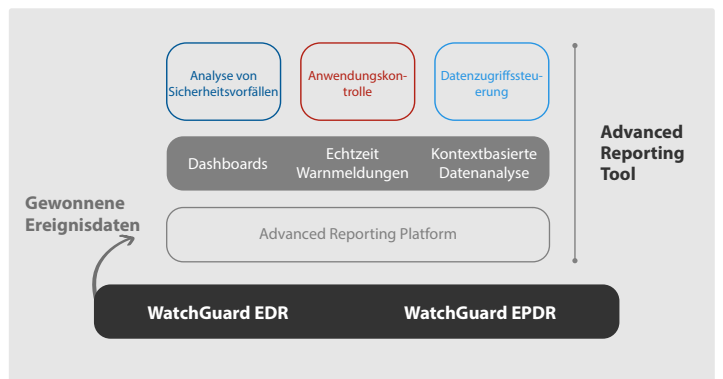 Analyse von
Sicherheitsvorfällen
Anwendungskon-
trolle
Datenzugriffssteu-
erung
Dashboards
Echtzeit
Warnmeldungen
Kontextbasierte
Datenanalyse
Advanced
Reporting
Tool
Gewonnene
Ereignisdaten
Advanced Reporting Platform
WatchGuard EDR
WatchGuard EPDR